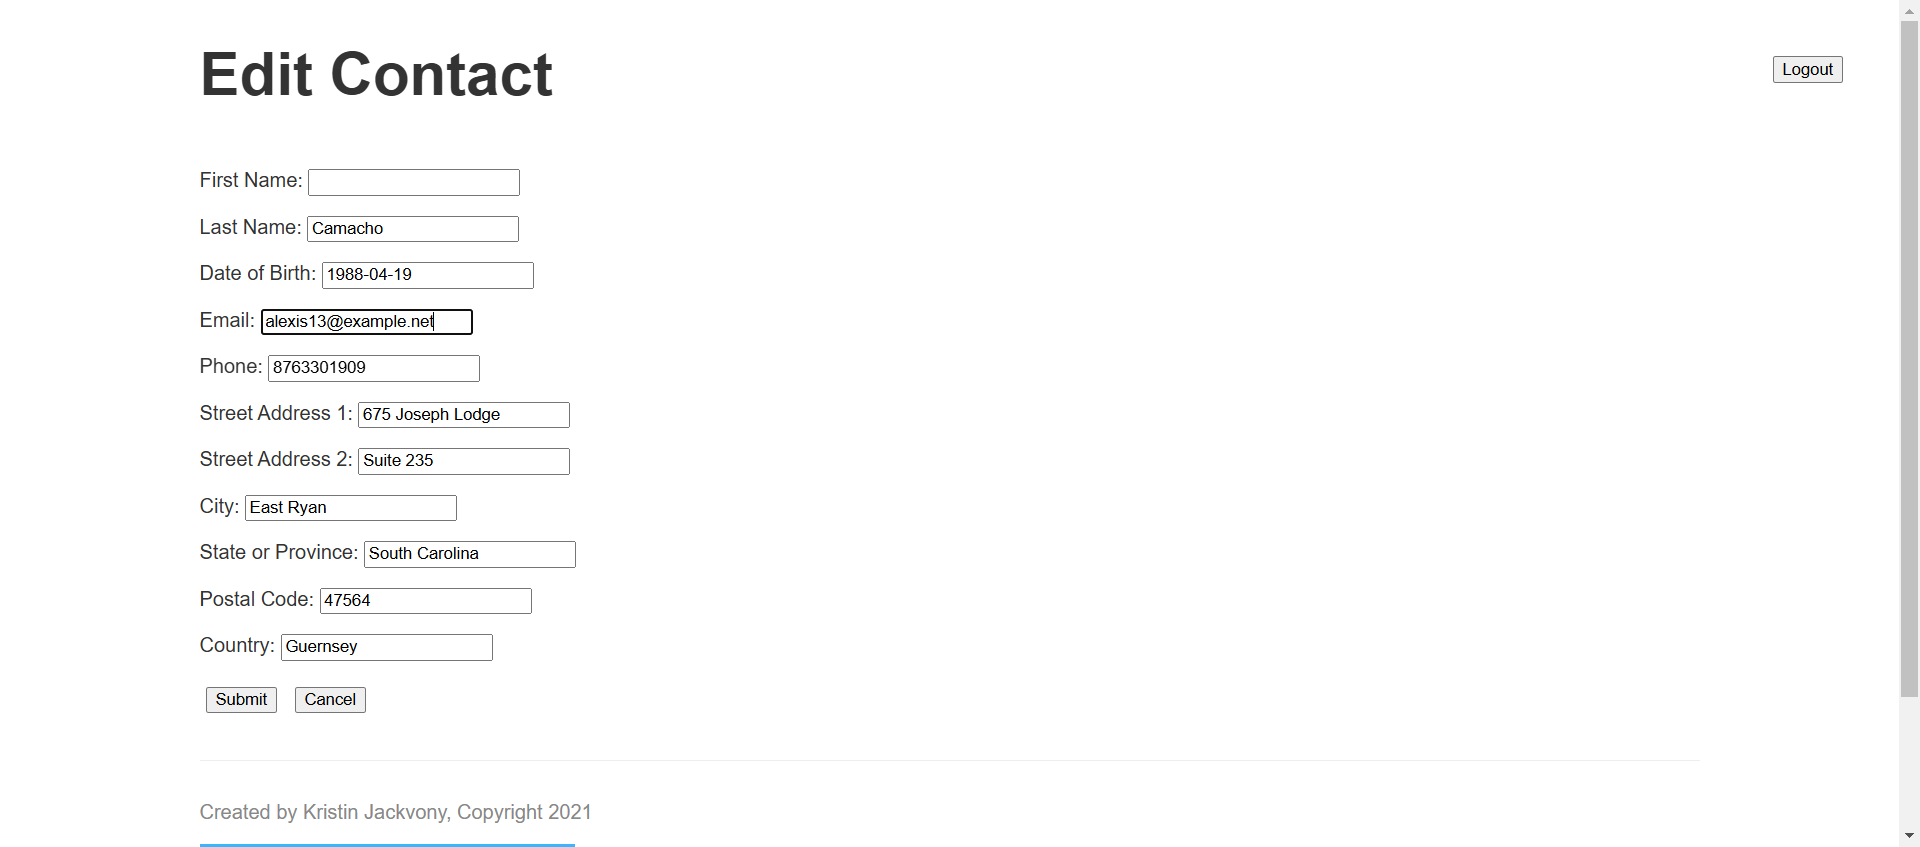 Edit Contact
Logout
First Name:
Last Name: Camacho
Date of Birth: 1988-04-19
Email: alexis13@example.net
Phone: 8763301909
Street Address 1: 675 Joseph Lodge
Street Address 2: Suite 235
City: East Ryan
State or Province: South Carolina
Postal Code: 47564
Country: Guernsey
Submit Cancel
Created by Kristin Jackvony, Copyright 2021